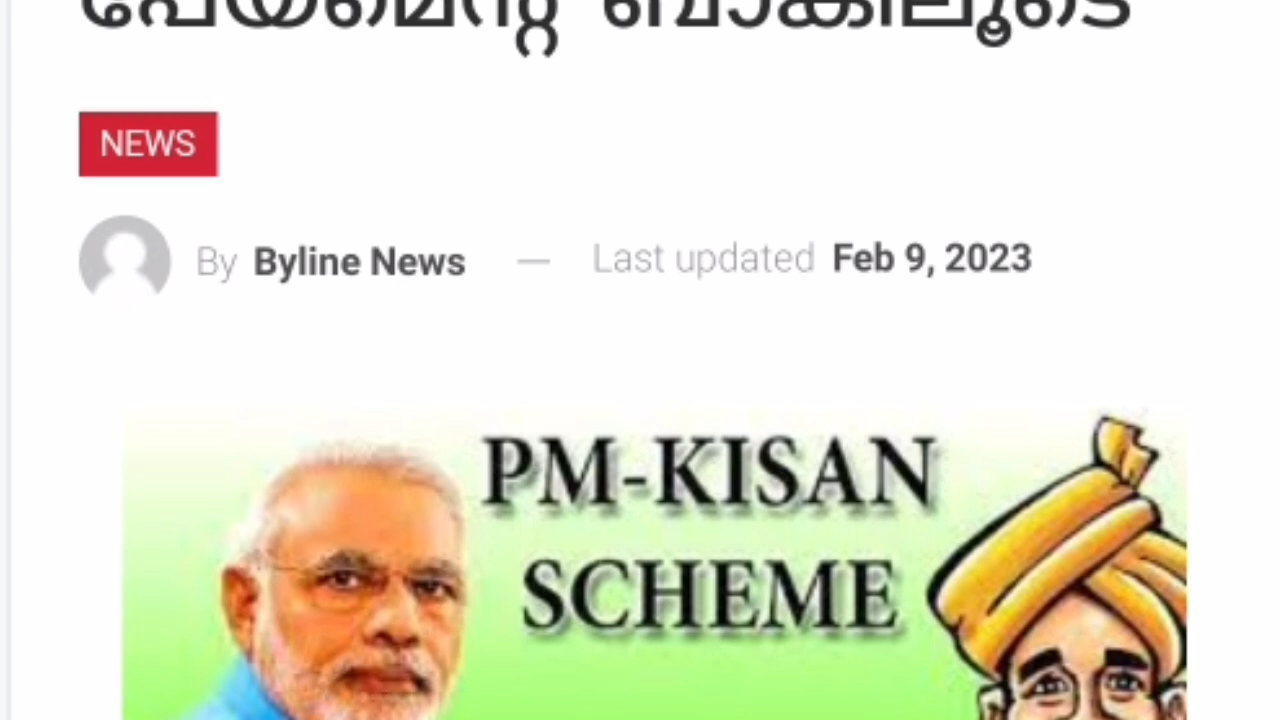 പേയ്മെന്റ് ബാങ്കിലൂടെ
NEWS
By Byline News — Last updated Feb 9, 2023
PM-KISAN
SCHEME